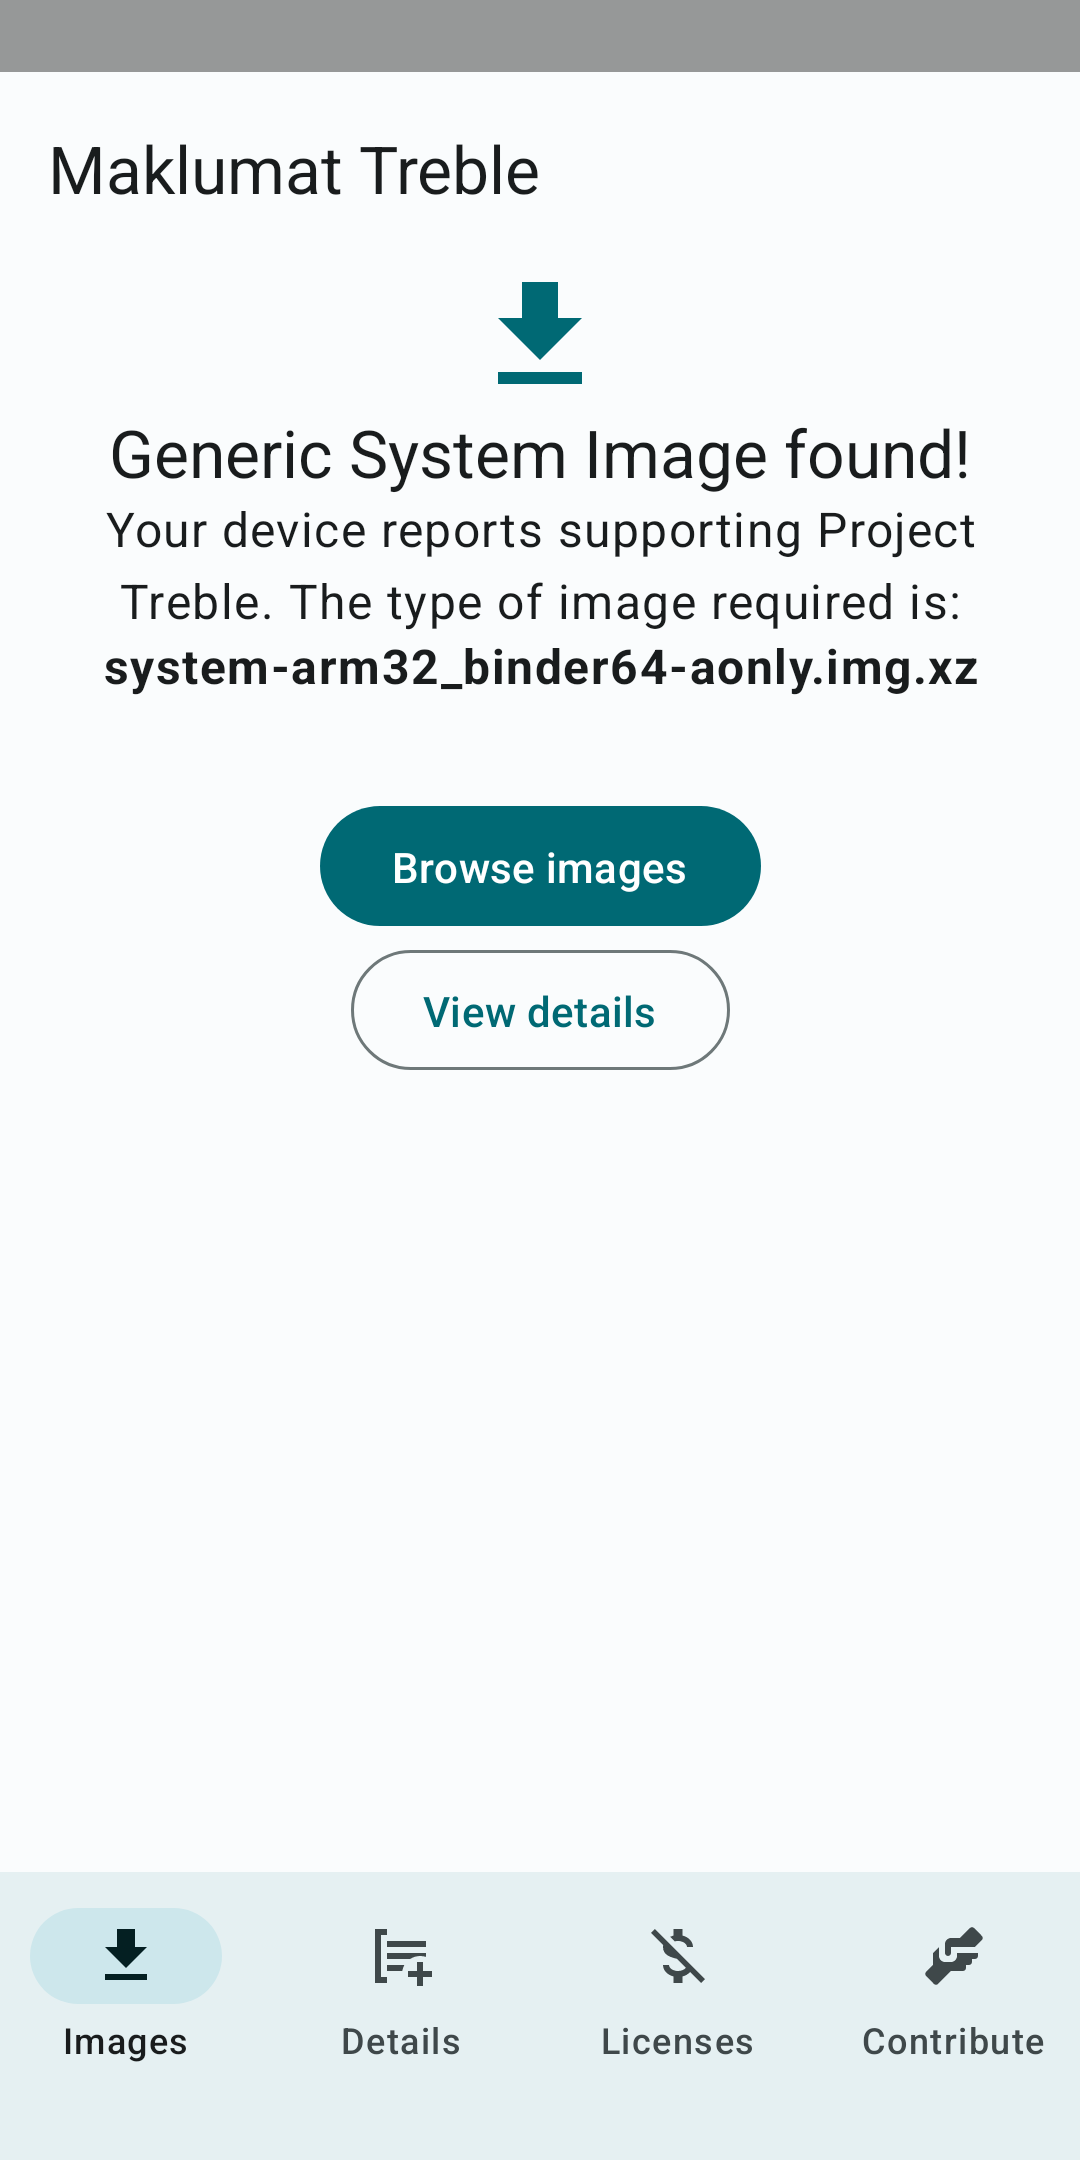 Maklumat Treble
Generic System Image found!
Your device reports supporting Project
Treble. The type of image required is:
system-arm32_binder64-aonly.img.xz
Browse images
View details
Images
Details
Licenses
Contribute